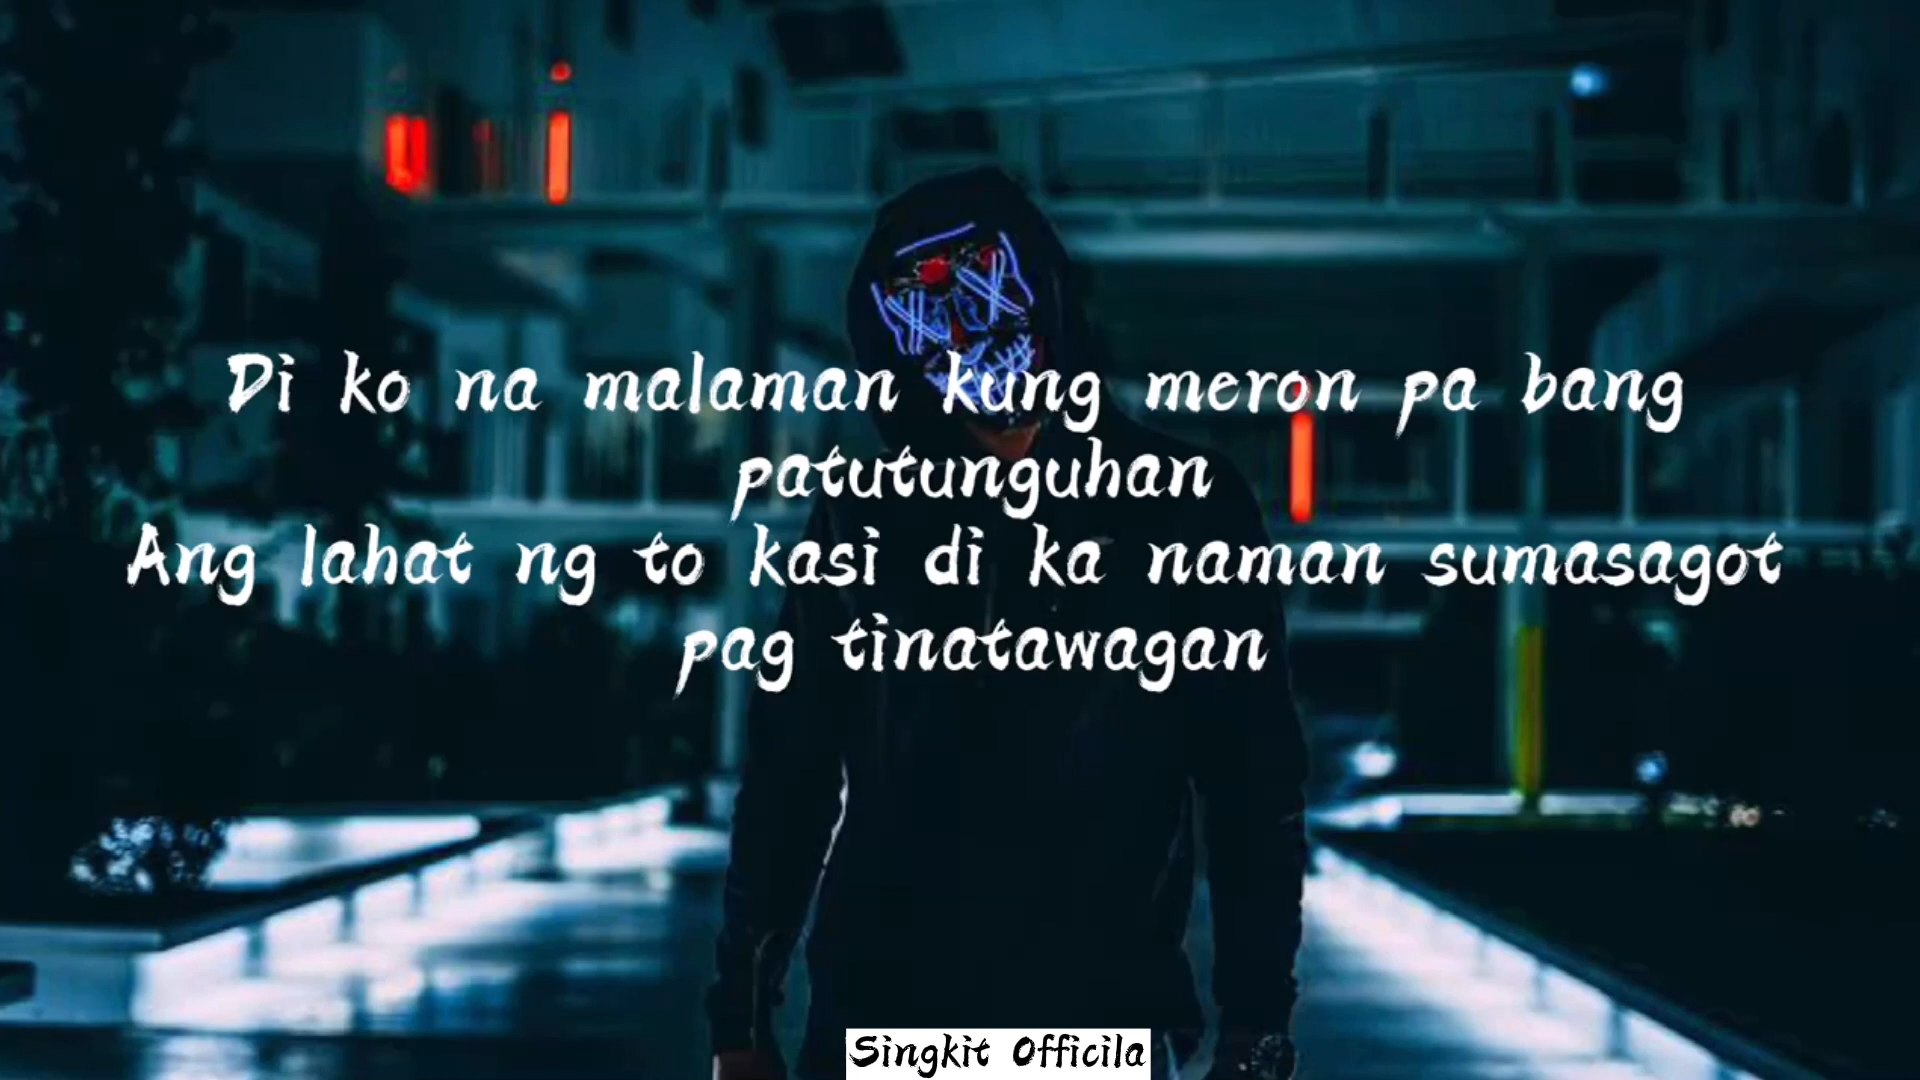 Di ko na malaman kung meron pa bang
patutunguhan
Ang lahat ng to kasi di ka naman sumasagot
pag tinatawagan
Singkit Officila